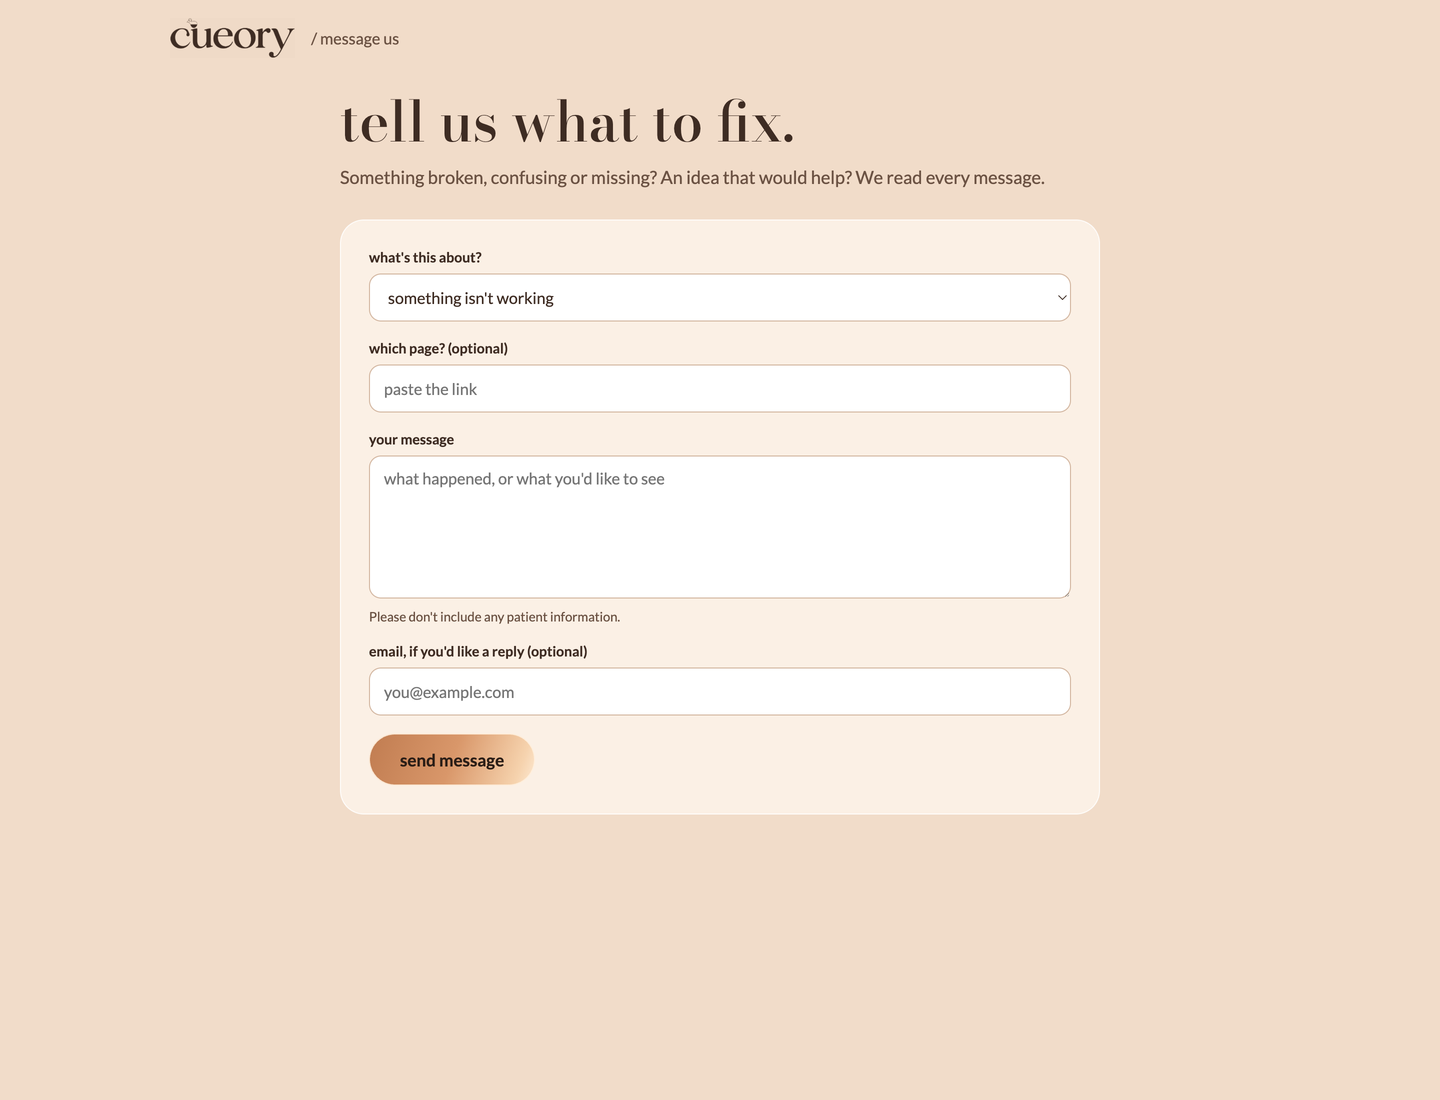 cueory / message us
tell us what to fix.
Something broken, confusing or missing? An idea that would help? We read every message.
what's this about?
something isn't working
which page? (optional)
paste the link
your message
what happened, or what you'd like to see
Please don't include any patient information.
email, if you'd like a reply (optional)
you@example.com
send message